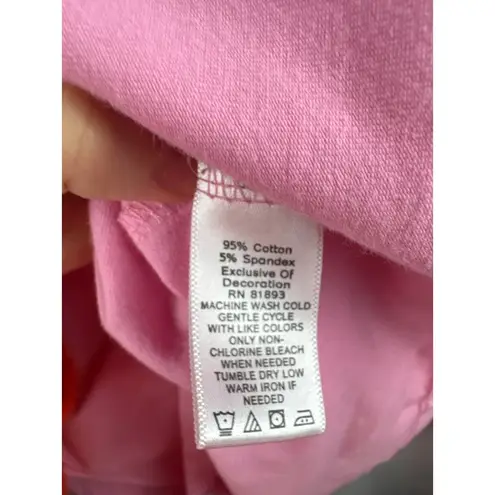 95% Cotton
5% Spandex
Exclusive Of
Decoration
RN 81893
MACHINE WASH COLD
GENTLE CYCLE
WITH LIKE COLORS
ONLY NON-
CHLORINE BLEACH
WHEN NEEDED
TUMBLE DRY LOW
WARM IRON IF
NEEDED